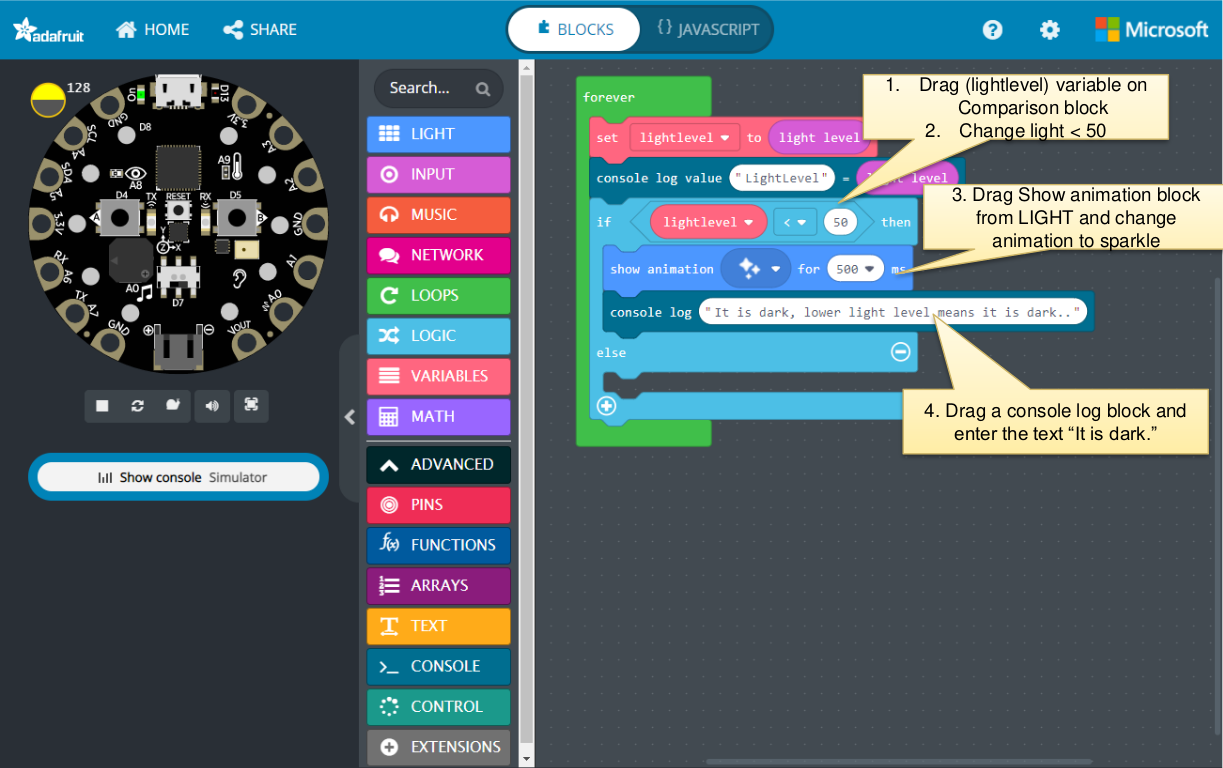 adafruit HOME SHARE BLOCKS {} JAVASCRIPT ? Microsoft
128
D13
GND
3.3V
SCL
D8
A4
A3
SDA
A9
A2
A5
A8
D4 TX RESET RX D5
3.3V A B GND
Y
Z X
RX
A6
A0
A1
TX
A7
D7
A0
GND
VOUT
Show console Simulator
Search...
LIGHT
INPUT
MUSIC
NETWORK
LOOPS
LOGIC
VARIABLES
MATH
ADVANCED
PINS
f(x) FUNCTIONS
ARRAYS
T TEXT
>_ CONSOLE
CONTROL
EXTENSIONS
forever
set lightlevel to light level
console log value "LightLevel" = light level
if lightlevel < 50 then
show animation for 500 ms
console log "It is dark, lower light level means it is dark.."
else
1. Drag (lightlevel) variable on
Comparison block
2. Change light < 50
3. Drag Show animation block
from LIGHT and change
animation to sparkle
4. Drag a console log block and
enter the text “It is dark.”